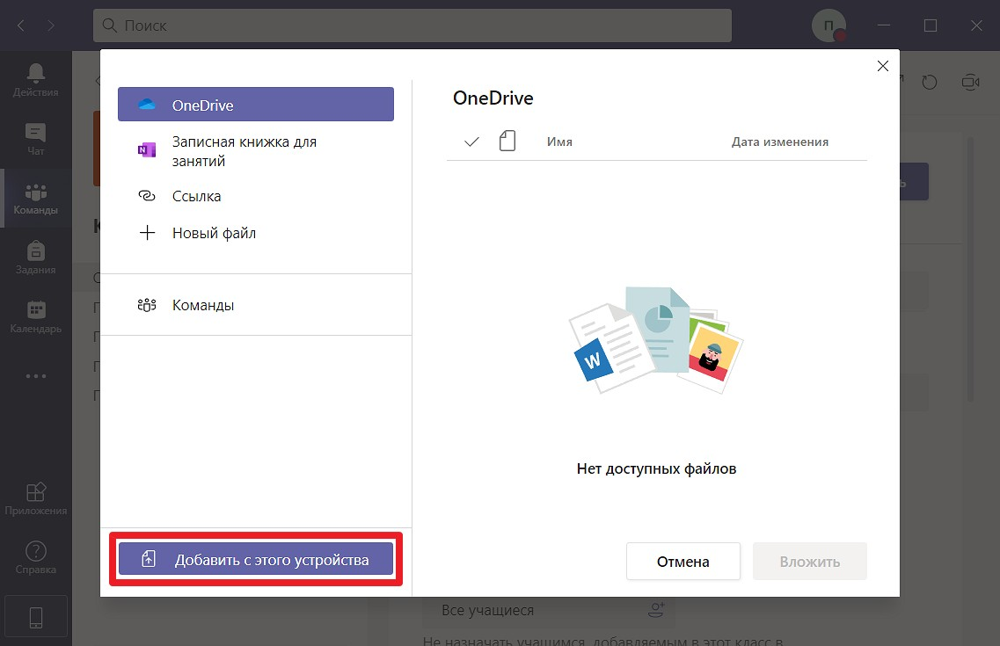 Поиск
П
Действия
Чат
Команды
Задания
Календарь
Приложения
Справка
OneDrive
Записная книжка для
занятий
Ссылка
Новый файл
Команды
Добавить с этого устройства
OneDrive
Имя
Дата изменения
N
W
Нет доступных файлов
Отмена
Вложить
Все учащиеся
Не назначать учащимся, добавляемым в этот класс в